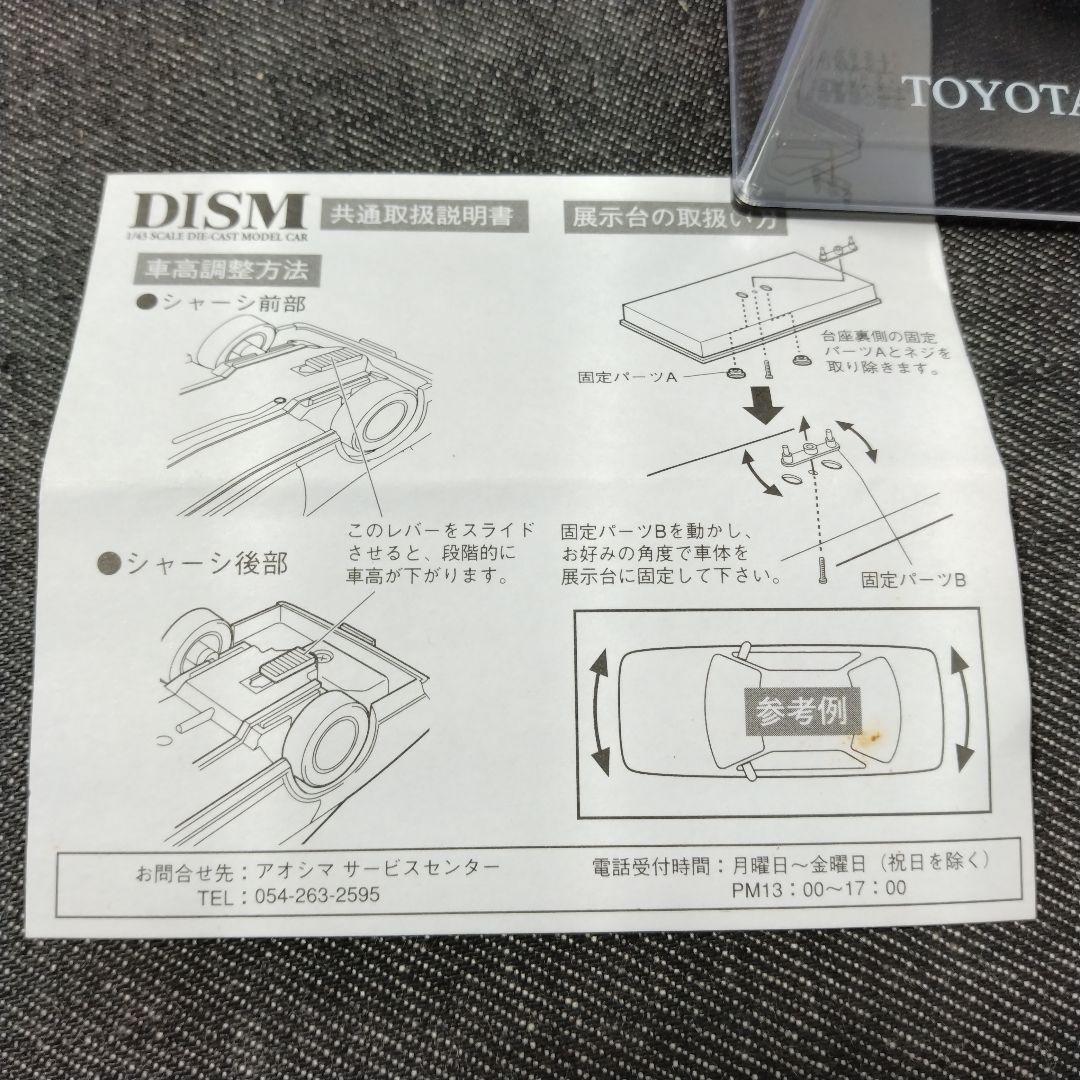 TOYOTA
DISM
1/43 SCALE DIE-CAST MODEL CAR
共通取扱説明書
車高調整方法
●シャーシ前部
このレバーをスライド
させると、段階的に
車高が下がります。
●シャーシ後部
展示台の取扱い方
台座裏側の固定
パーツAとネジを
取り除きます。
固定パーツA
固定パーツBを動かし、
お好みの角度で車体を
展示台に固定して下さい。
固定パーツB
参考例
お問合せ先：アオシマ サービスセンター
TEL：054-263-2595
電話受付時間：月曜日〜金曜日（祝日を除く）
PM13：00〜17：00